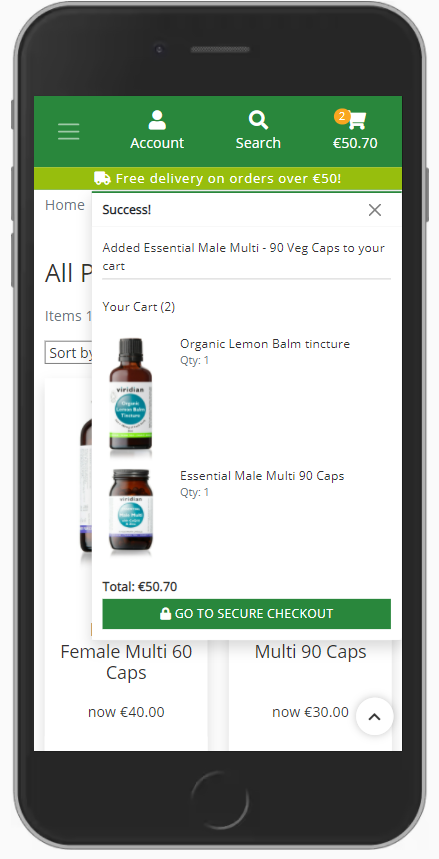 Account
Search
2
€50.70
Free delivery on orders over €50!
Home
Success!
Added Essential Male Multi - 90 Veg Caps to your
cart
All P
Your Cart (2)
Items 1
Sort by
Organic Lemon Balm tincture
Qty: 1
viridian
Organic
Lemon Balm
Tincture
Essential Male Multi 90 Caps
Qty: 1
viridian
Male Multi
Total: €50.70
GO TO SECURE CHECKOUT
Female Multi 60
Caps
now €40.00
Multi 90 Caps
now €30.00